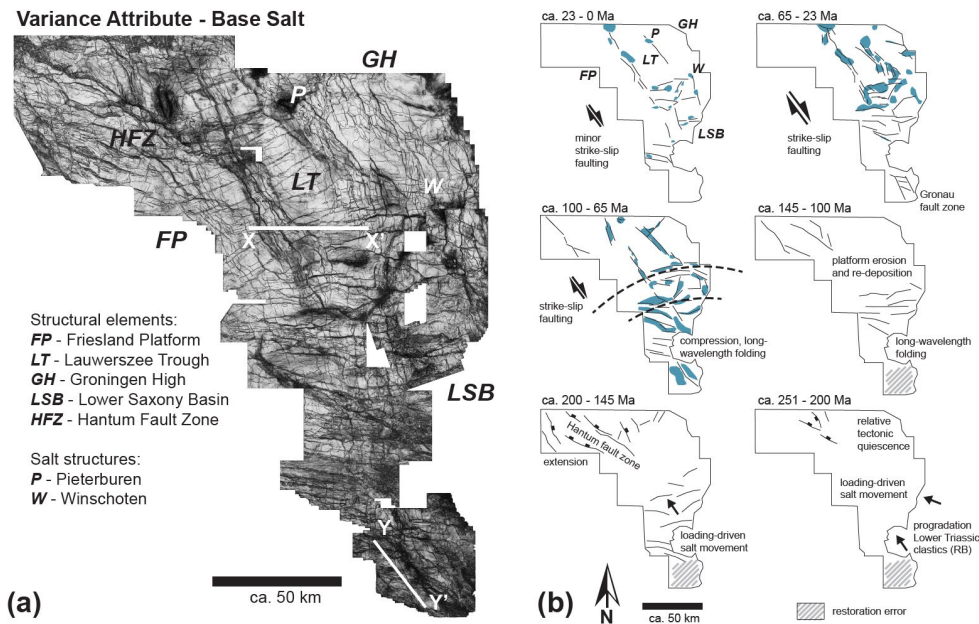 Variance Attribute - Base Salt
GH
P
HFZ
LT
W
FP
X
X'
Structural elements:
FP - Friesland Platform
LT - Lauwerszee Trough
GH - Groningen High
LSB - Lower Saxony Basin
HFZ - Hantum Fault Zone
LSB
Salt structures:
P - Pieterburen
W - Winschoten
Y
Y'
(a)
ca. 50 km
ca. 23 - 0 Ma
GH
P
LT
FP
W
LSB
minor
strike-slip
faulting
ca. 65 - 23 Ma
strike-slip
faulting
Gronau
fault zone
ca. 100 - 65 Ma
strike-slip
faulting
compression, long-
wavelength folding
ca. 145 - 100 Ma
platform erosion
and re-deposition
long-wavelength
folding
ca. 200 - 145 Ma
Hantum fault zone
extension
loading-driven
salt movement
ca. 251 - 200 Ma
relative
tectonic
quiescence
loading-driven
salt movement
progradation
Lower Triassic
clastics (RB)
(b)
N
ca. 50 km
restoration error